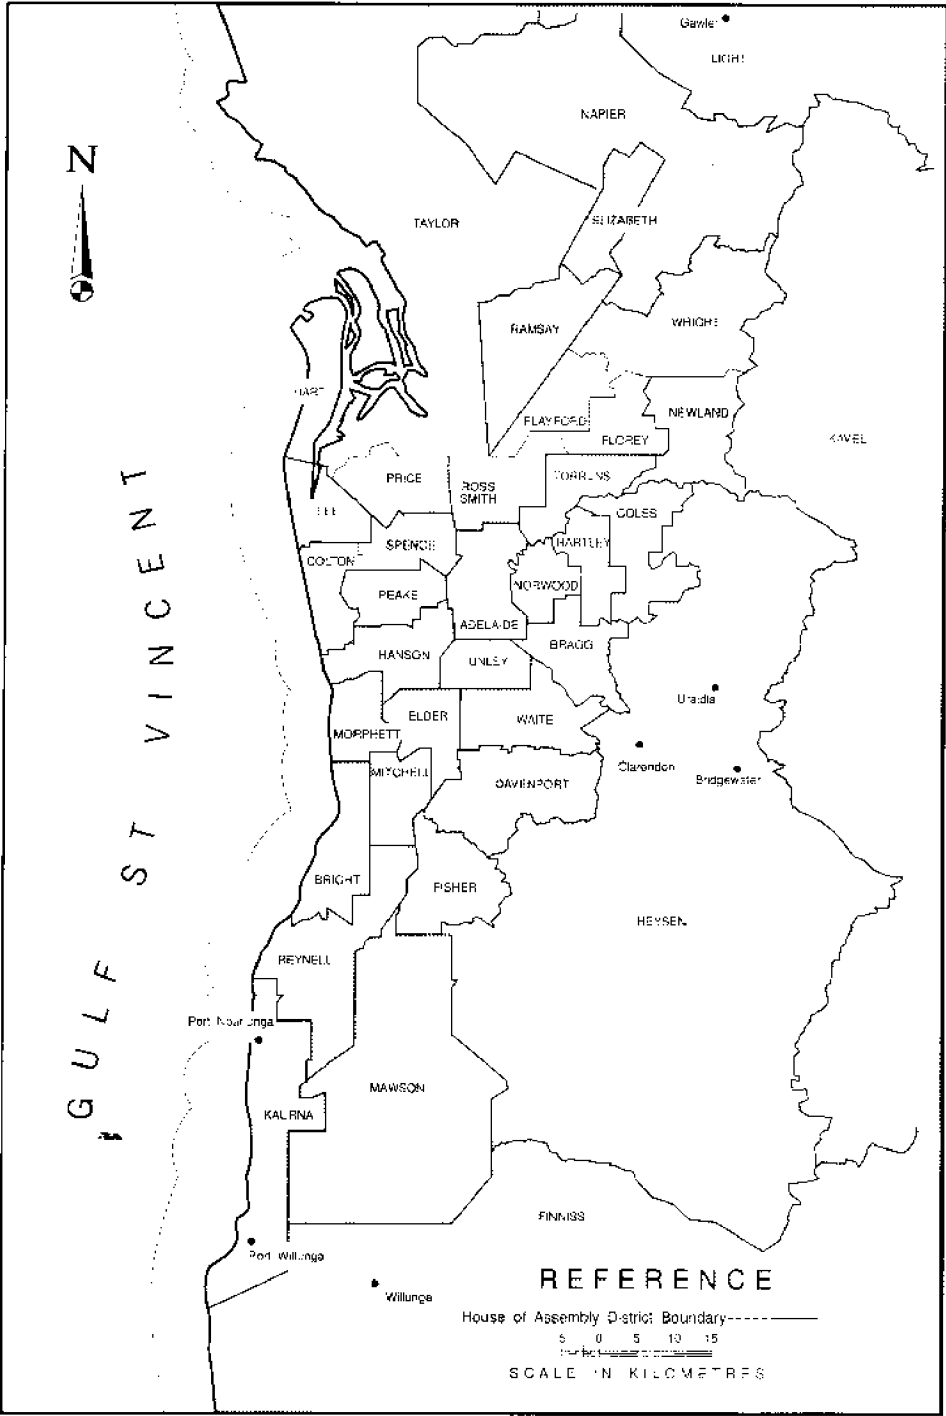 Gawler
LIGHT
NAPIER
N
TAYLOR
ELIZABETH
RAMSAY
WRIGHT
HART
NEWLAND
PLAYFORD
FLOREY
KAVEL
PRICE
ROSS
SMITH
TORRENS
LEE
COLES
SPENCE
HARTLEY
COLTON
PEAKE
NORWOOD
ADELAIDE
HANSON
UNLEY
BRAGG
Uraidla
ELDER
WAITE
MORPHETT
MITCHELL
Clarendon
Bridgewater
DAVENPORT
BRIGHT
FISHER
HEYSEN
REYNELL
GULF ST VINCENT
Port Noarlunga
MAWSON
KAURNA
FINNISS
Port Willunga
Willunga
REFERENCE
House of Assembly District Boundary
5 0 5 10 15
SCALE IN KILOMETRES